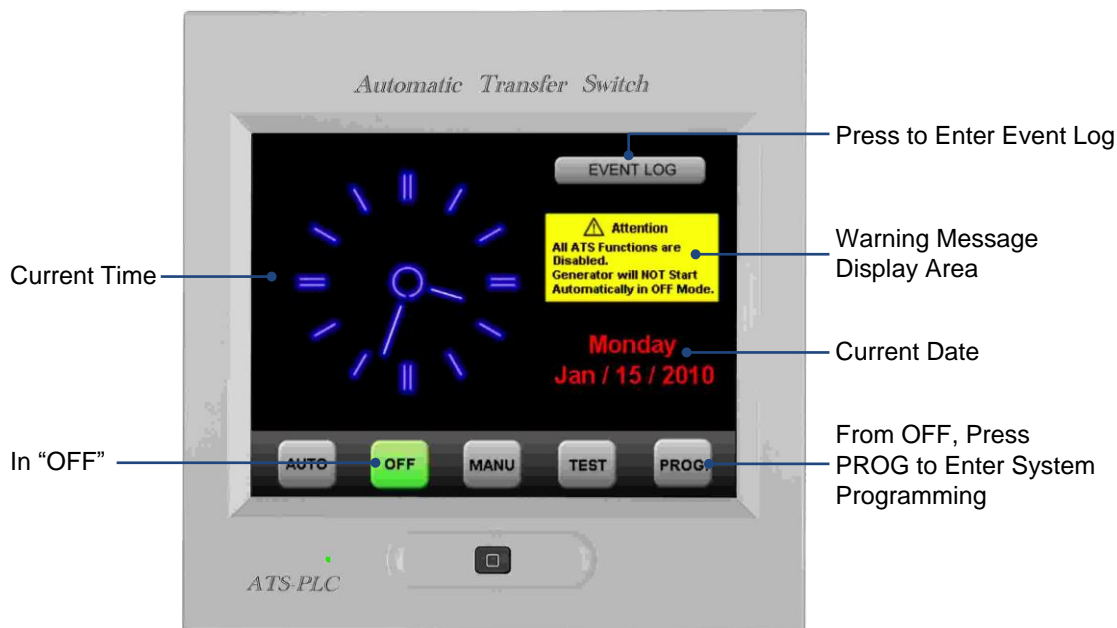 Automatic Transfer Switch
EVENT LOG
Press to Enter Event Log
Attention
All ATS Functions are
Disabled.
Generator will NOT Start
Automatically in OFF Mode.
Warning Message
Display Area
Current Time
Monday
Jan / 15 / 2010
Current Date
In “OFF”
AUTO
OFF
MANU
TEST
PROG.
From OFF, Press
PROG to Enter System
Programming
ATS-PLC